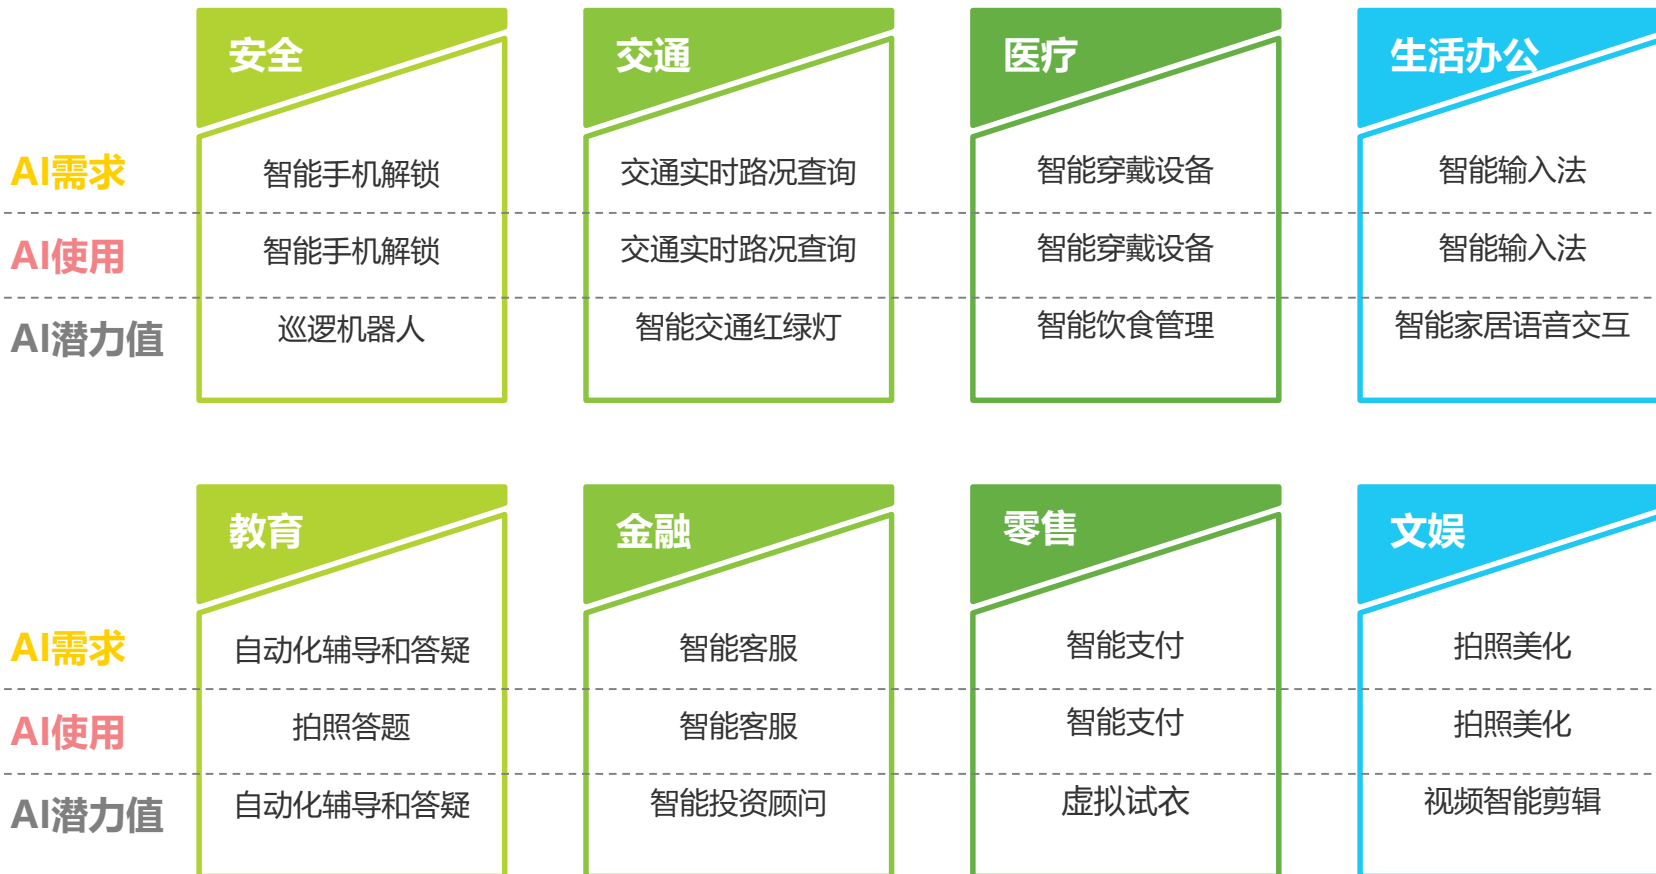 安全 交通 医疗 生活办公
AI需求 智能手机解锁 交通实时路况查询 智能穿戴设备 智能输入法
AI使用 智能手机解锁 交通实时路况查询 智能穿戴设备 智能输入法
AI潜力值 巡逻机器人 智能交通红绿灯 智能饮食管理 智能家居语音交互
教育 金融 零售 文娱
AI需求 自动化辅导和答疑 智能客服 智能支付 拍照美化
AI使用 拍照答题 智能客服 智能支付 拍照美化
AI潜力值 自动化辅导和答疑 智能投资顾问 虚拟试衣 视频智能剪辑